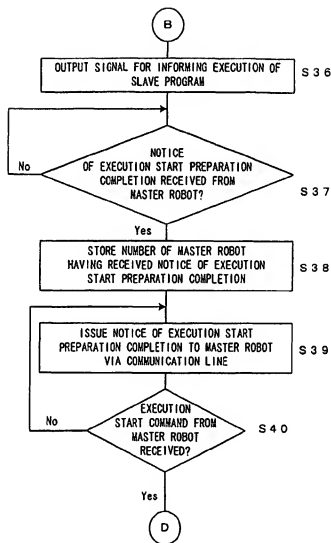 B
OUTPUT SIGNAL FOR INFORMING EXECUTION OF
SLAVE PROGRAM
S36
No
NOTICE
OF EXECUTION START PREPARATION
COMPLETION RECEIVED FROM
MASTER ROBOT?
S37
Yes
STORE NUMBER OF MASTER ROBOT
HAVING RECEIVED NOTICE OF EXECUTION
START PREPARATION COMPLETION
S38
ISSUE NOTICE OF EXECUTION START
PREPARATION COMPLETION TO MASTER ROBOT
VIA COMMUNICATION LINE
S39
No
EXECUTION
START COMMAND FROM
MASTER ROBOT
RECEIVED?
S40
Yes
D